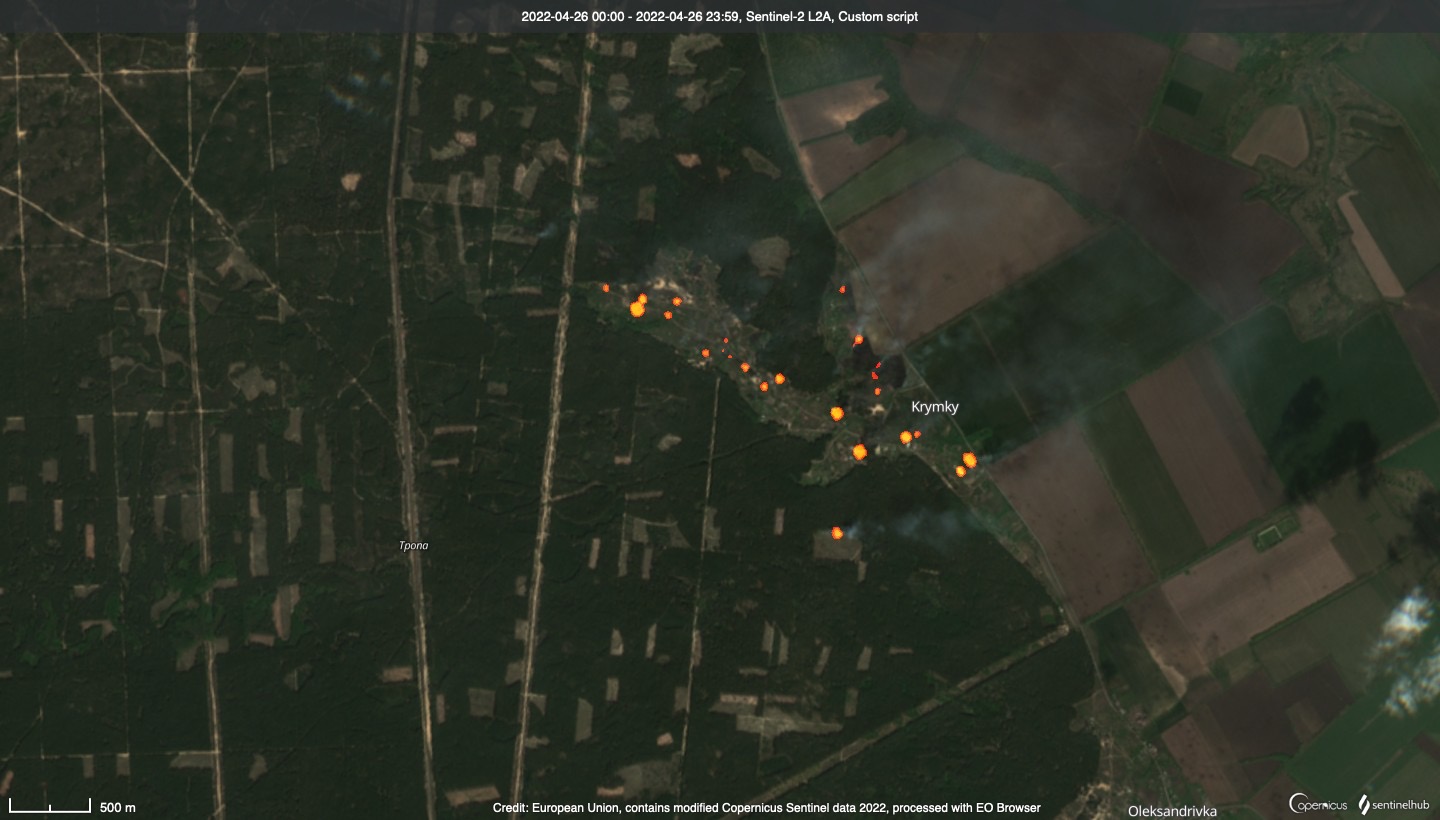 2022-04-26 00:00 - 2022-04-26 23:59, Sentinel-2 L2A, Custom script
Krymky
Тропа
500 m
Credit: European Union, contains modified Copernicus Sentinel data 2022, processed with EO Browser
Oleksandrivka
Copernicus
sentinelhub